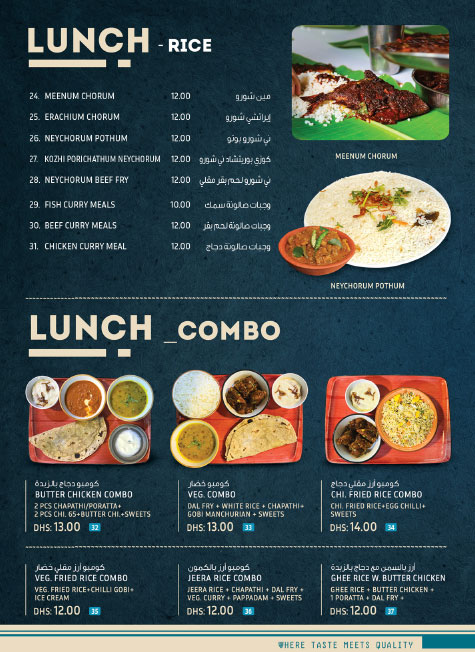 LUNCH - RICE
24. MEENUM CHORUM 12.00 مين شورو
25. ERACHIUM CHORUM 12.00 إيراتشي شورو
26. NEYCHORUM POTHUM 12.00 ني شورو بوتو
27. KOZHI PORICHATHUM NEYCHORUM 12.00 كوزي بوريتشاد ني شورو
28. NEYCHORUM BEEF FRY 12.00 ني شورو لحم بقر مقلي
29. FISH CURRY MEALS 10.00 وجبات صالونة سمك
30. BEEF CURRY MEALS 12.00 وجبات صالونة لحم بقر
31. CHICKEN CURRY MEAL 12.00 وجبات صالونة دجاج
MEENUM CHORUM
NEYCHORUM POTHUM
LUNCH _COMBO
كومبو دجاج بالزبدة
BUTTER CHICKEN COMBO
2 PCS CHAPATHI/PORATTA+
2 PCS CHI. 65+BUTTER CHI.+SWEETS
DHS: 13.00 32
كومبو خضار
VEG. COMBO
DAL FRY + WHITE RICE + CHAPATHI+
GOBI MANCHURIAN + SWEETS
DHS: 13.00 33
كومبو أرز مقلي دجاج
CHI. FRIED RICE COMBO
CHI. FRIED RICE+EGG CHILLI+
SWEETS
DHS: 14.00 34
كومبو أرز مقلي خضار
VEG. FRIED RICE COMBO
VEG. FRIED RICE+CHILLI GOBI+
ICE CREAM
DHS: 12.00 35
كومبو أرز بالكمون
JEERA RICE COMBO
JEERA RICE + CHAPATHI + DAL FRY +
VEG. CURRY + PAPPADAM + SWEETS
DHS: 12.00 36
أرز بالسمن مع دجاج بالزبدة
GHEE RICE W. BUTTER CHICKEN
GHEE RICE + BUTTER CHICKEN +
1 PORATTA + DAL FRY +
DHS: 12.00 37
WHERE TASTE MEETS QUALITY